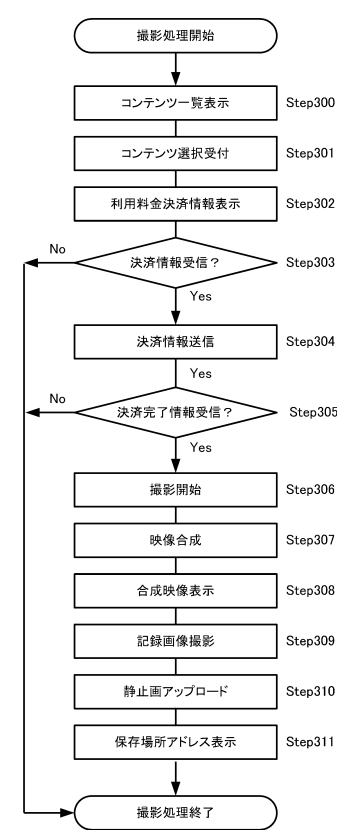 撮影処理開始
コンテンツ一覧表示 Step300
コンテンツ選択受付 Step301
利用料金決済情報表示 Step302
No
決済情報受信？ Step303
Yes
決済情報送信 Step304
Yes
No
決済完了情報受信？ Step305
Yes
撮影開始 Step306
映像合成 Step307
合成映像表示 Step308
記録画像撮影 Step309
静止画アップロード Step310
保存場所アドレス表示 Step311
撮影処理終了